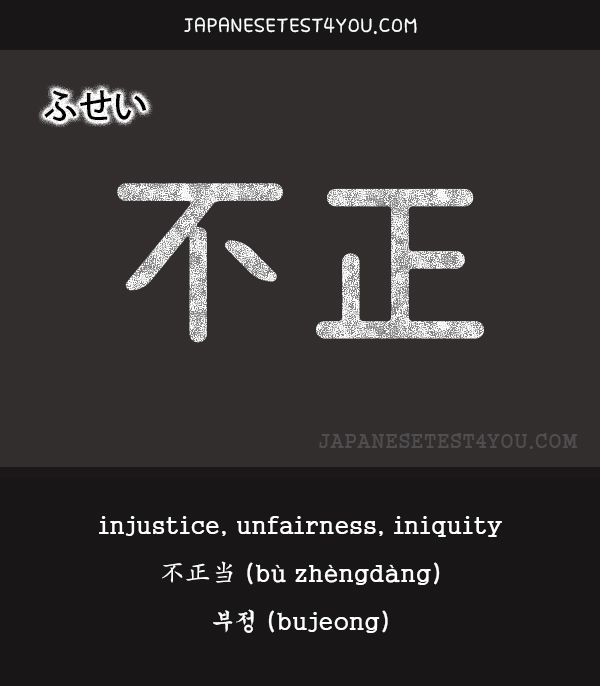 JAPANESETEST4YOU.COM
ふせい
不正
JAPANESETEST4YOU.COM
injustice, unfairness, iniquity
不正当 (bù zhèngdàng)
부정 (bujeong)